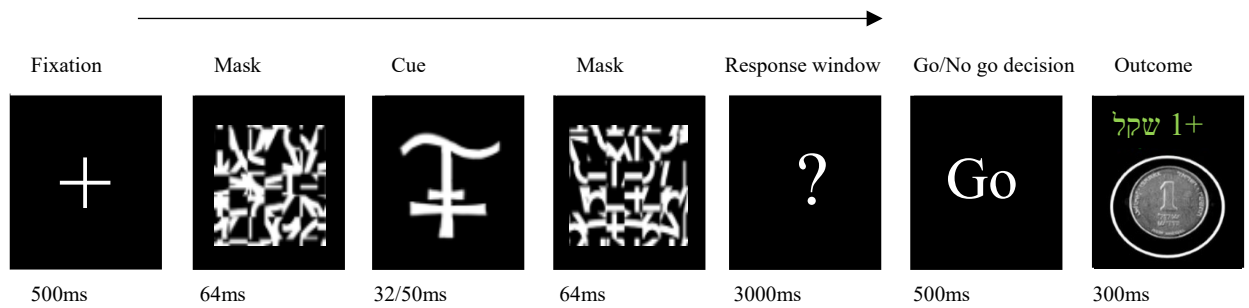 Fixation
Mask
Cue
Mask
Response window
Go/No go decision
Outcome
?
Go
+1 שקל
1
500ms
64ms
32/50ms
64ms
3000ms
500ms
300ms